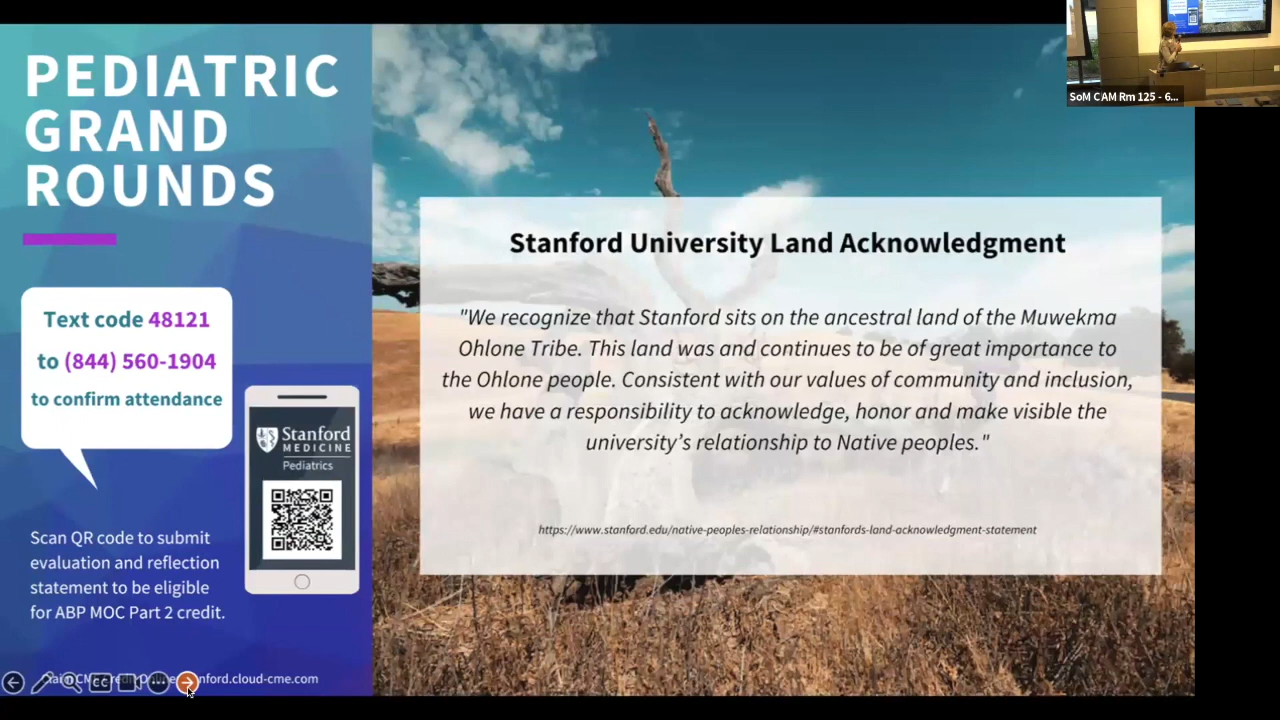 PEDIATRIC
GRAND
ROUNDS
Text code 48121
to (844) 560-1904
to confirm attendance
Stanford
MEDICINE
Pediatrics
Scan QR code to submit
evaluation and reflection
statement to be eligible
for ABP MOC Part 2 credit.
Stanford University Land Acknowledgment
"We recognize that Stanford sits on the ancestral land of the Muwekma
Ohlone Tribe. This land was and continues to be of great importance to
the Ohlone people. Consistent with our values of community and inclusion,
we have a responsibility to acknowledge, honor and make visible the
university's relationship to Native peoples."
https://www.stanford.edu/native-peoples-relationship/#stanfords-land-acknowledgment-statement
SoM CAM Rm 125 - 6...